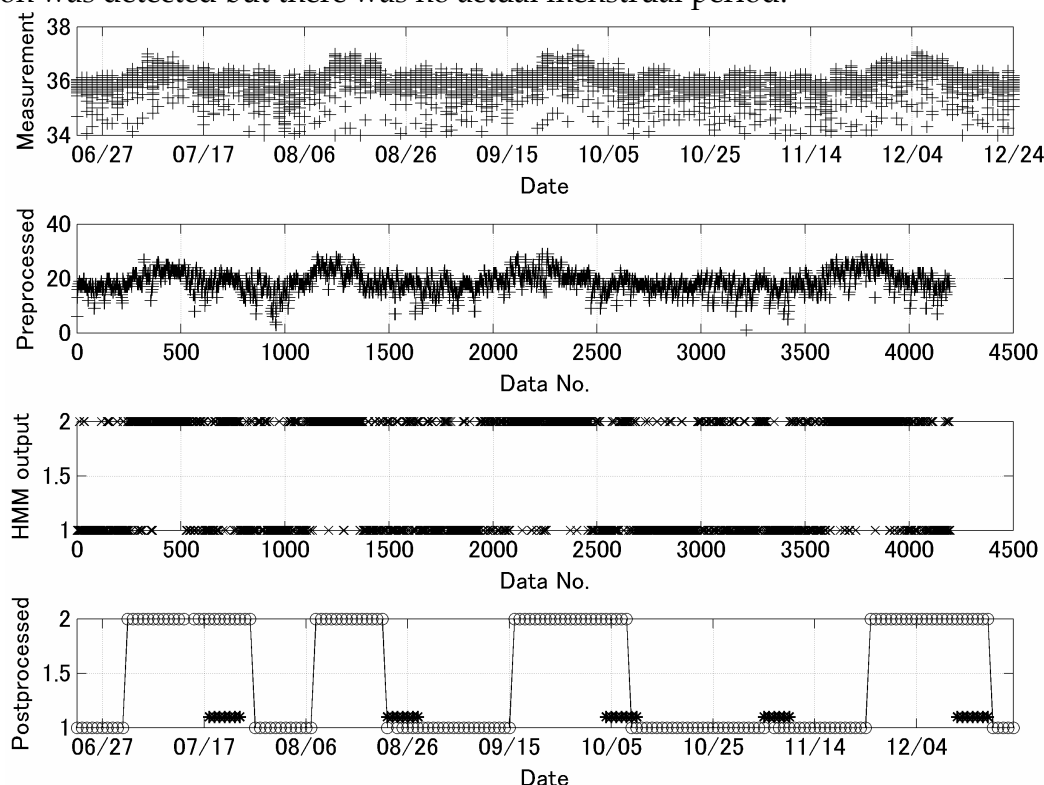 was detected but there was no actual menstrual period.
Measurement
38
36
34
06/27 07/17 08/06 08/26 09/15 10/05 10/25 11/14 12/04 12/24
Date
Preprocessed
40
20
0
0 500 1000 1500 2000 2500 3000 3500 4000 4500
Data No.
HMM output
2
1.5
1
0 500 1000 1500 2000 2500 3000 3500 4000 4500
Data No.
Postprocessed
2
1.5
1
06/27 07/17 08/06 08/26 09/15 10/05 10/25 11/14 12/04
Date